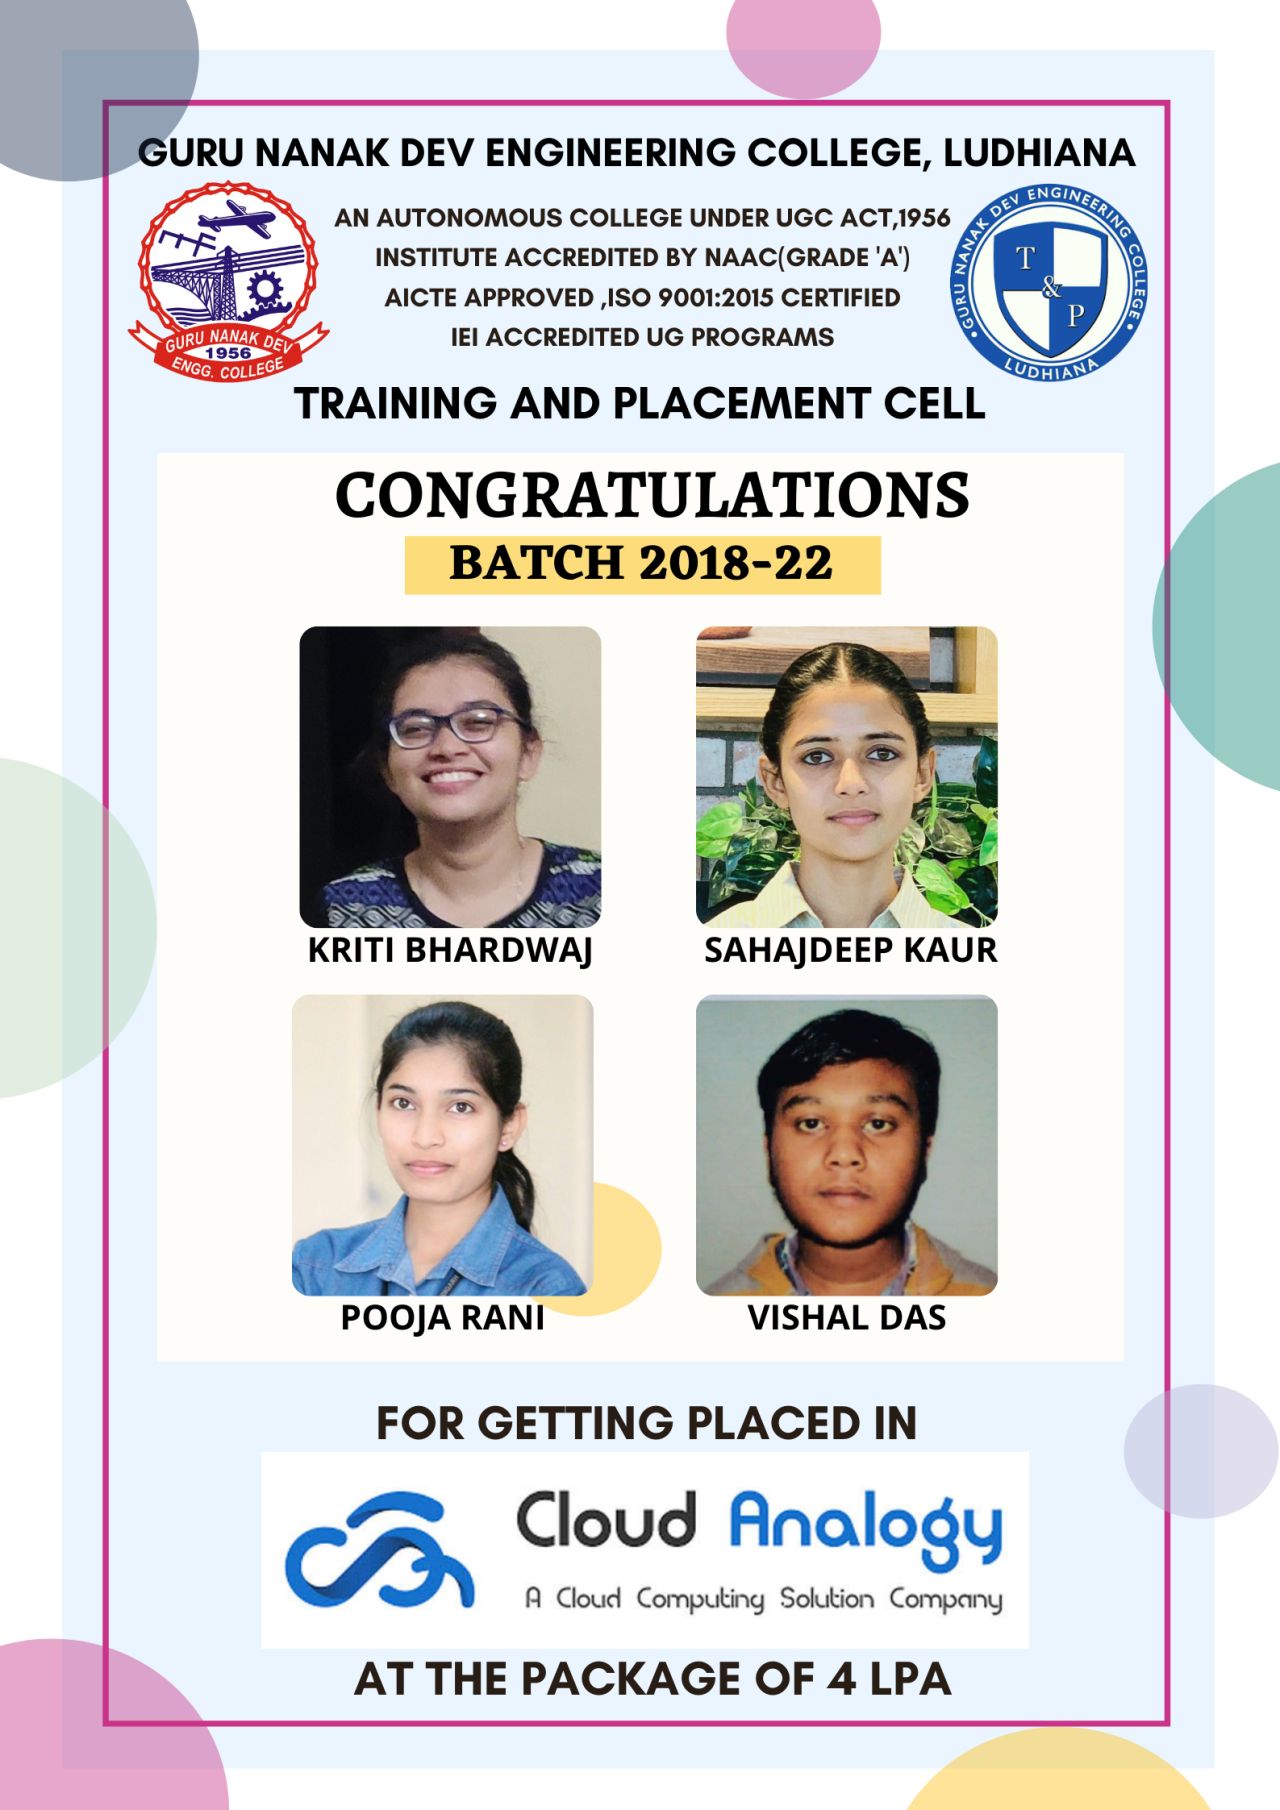 GURU NANAK DEV ENGINEERING COLLEGE, LUDHIANA
AN AUTONOMOUS COLLEGE UNDER UGC ACT,1956
INSTITUTE ACCREDITED BY NAAC(GRADE 'A')
AICTE APPROVED ,ISO 9001:2015 CERTIFIED
IEI ACCREDITED UG PROGRAMS
GURU NANAK DEV
1956
ENGG. COLLEGE
GURU NANAK DEV ENGINEERING COLLEGE
T
&
P
LUDHIANA
TRAINING AND PLACEMENT CELL
CONGRATULATIONS
BATCH 2018-22
KRITI BHARDWAJ
SAHAJDEEP KAUR
POOJA RANI
VISHAL DAS
FOR GETTING PLACED IN
Cloud Analogy
A Cloud Computing Solution Company
AT THE PACKAGE OF 4 LPA